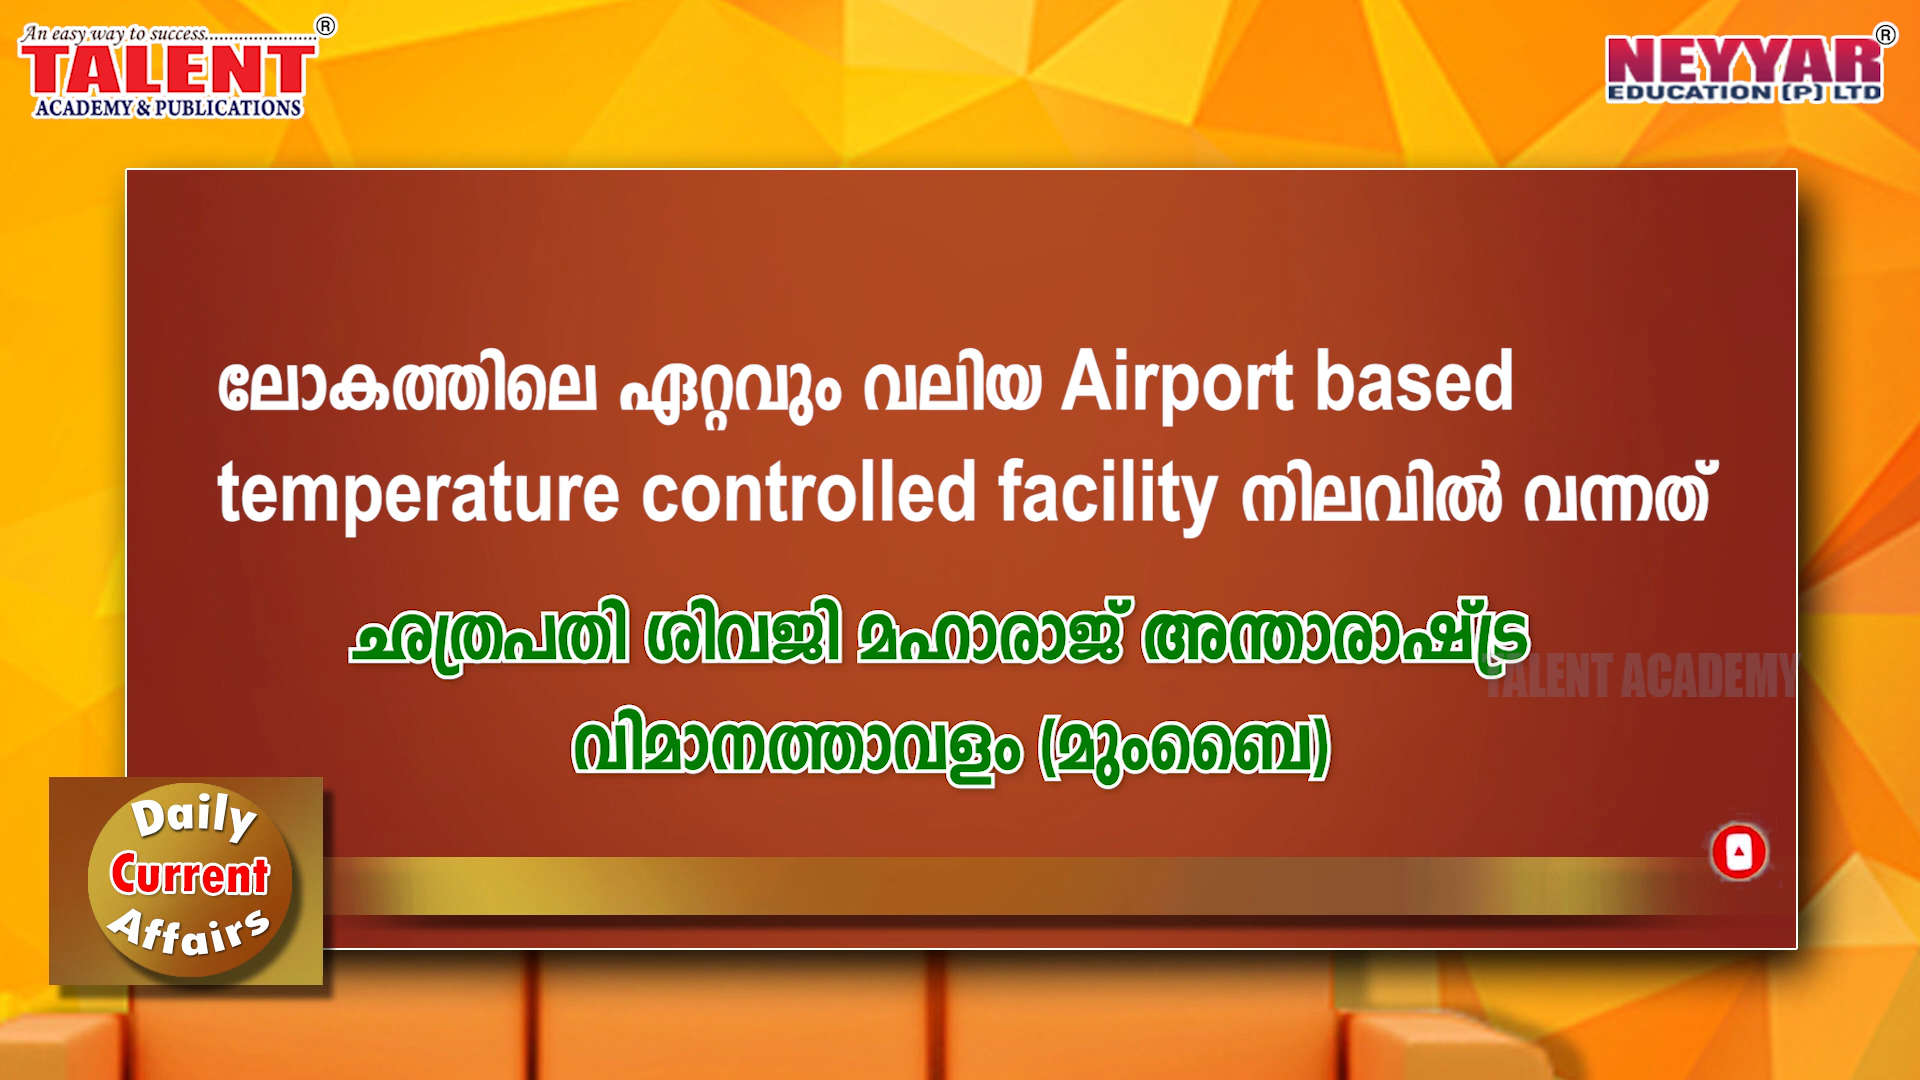 An easy way to success.......................®
TALENT
ACADEMY & PUBLICATIONS
NEYYAR®
EDUCATION (P) LTD
ലോകത്തിലെ ഏറ്റവും വലിയ Airport based
temperature controlled facility നിലവിൽ വന്നത്
ഛത്രപതി ശിവജി മഹാരാജ് അന്താരാഷ്ട്ര
വിമാനത്താവളം (മുംബൈ)
TALENT ACADEMY
Daily
Current
Affairs